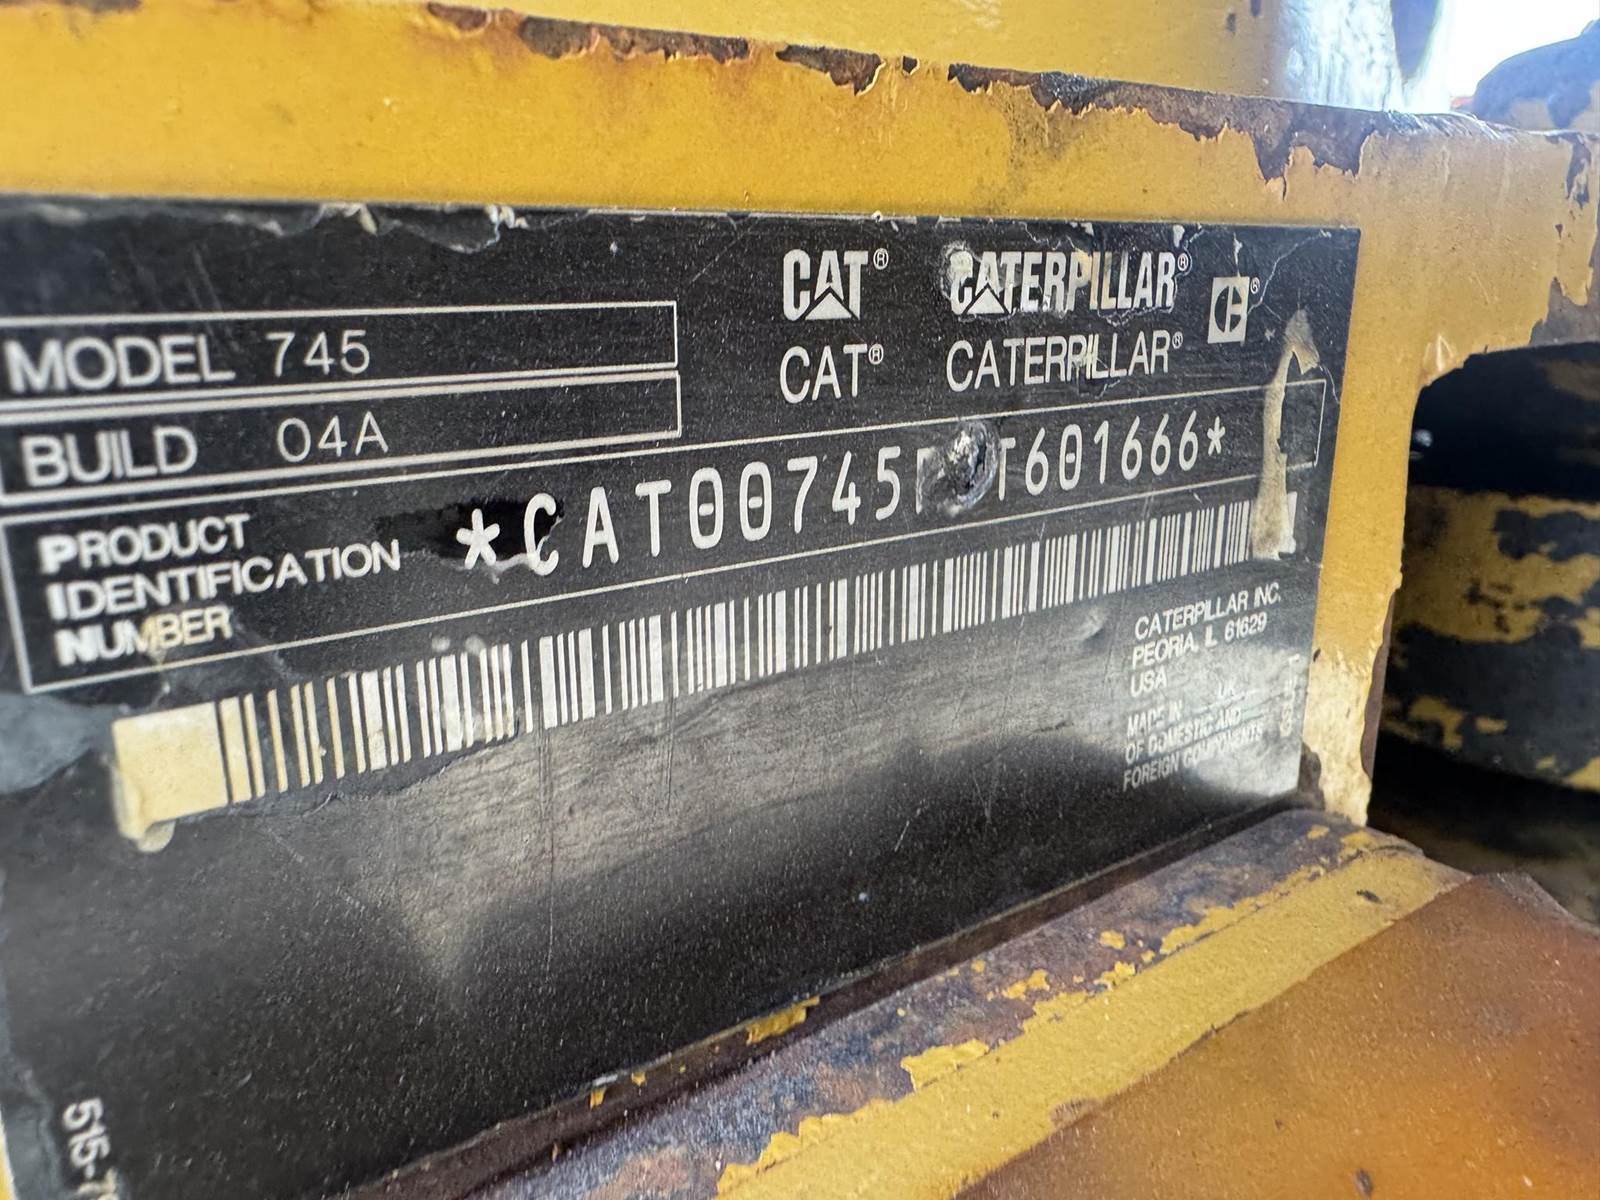 CAT® CATERPILLAR®
MODEL 745
CAT® CATERPILLAR®
BUILD 04A
PRODUCT
IDENTIFICATION
NUMBER
*CAT00745 T601666*
CATERPILLAR INC.
PEORIA, IL 61629
USA
MADE IN UK
OF DOMESTIC AND
FOREIGN COMPONENTS